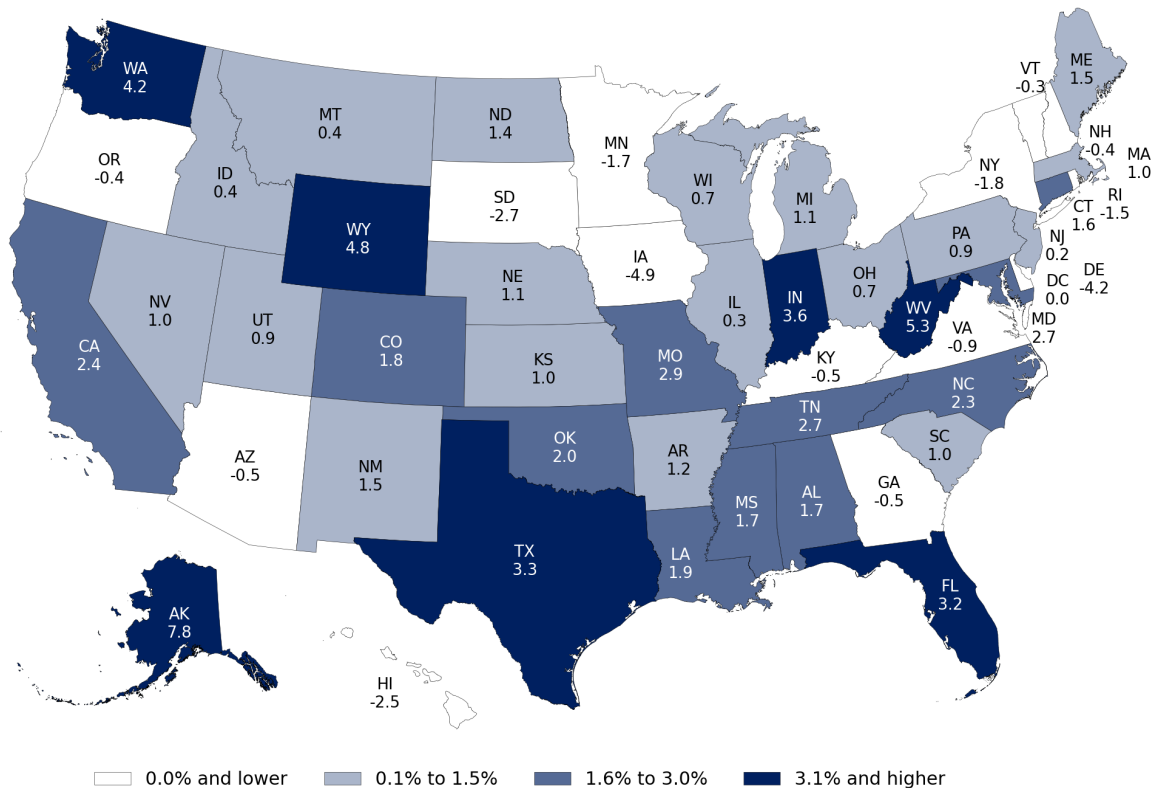 WA
4.2
MT
0.4
ND
1.4
MN
-1.7
VT
-0.3
ME
1.5
OR
-0.4
ID
0.4
SD
-2.7
WI
0.7
MI
1.1
NY
-1.8
NH
-0.4
MA
1.0
WY
4.8
IA
-4.9
CT
1.6
RI
-1.5
NV
1.0
UT
0.9
NE
1.1
IL
0.3
IN
3.6
OH
0.7
PA
0.9
NJ
0.2
DC
0.0
DE
-4.2
CA
2.4
CO
1.8
KS
1.0
MO
2.9
KY
-0.5
WV
5.3
VA
-0.9
MD
2.7
AZ
-0.5
NM
1.5
OK
2.0
AR
1.2
TN
2.7
NC
2.3
SC
1.0
TX
3.3
LA
1.9
MS
1.7
AL
1.7
GA
-0.5
FL
3.2
AK
7.8
HI
-2.5
0.0% and lower
0.1% to 1.5%
1.6% to 3.0%
3.1% and higher